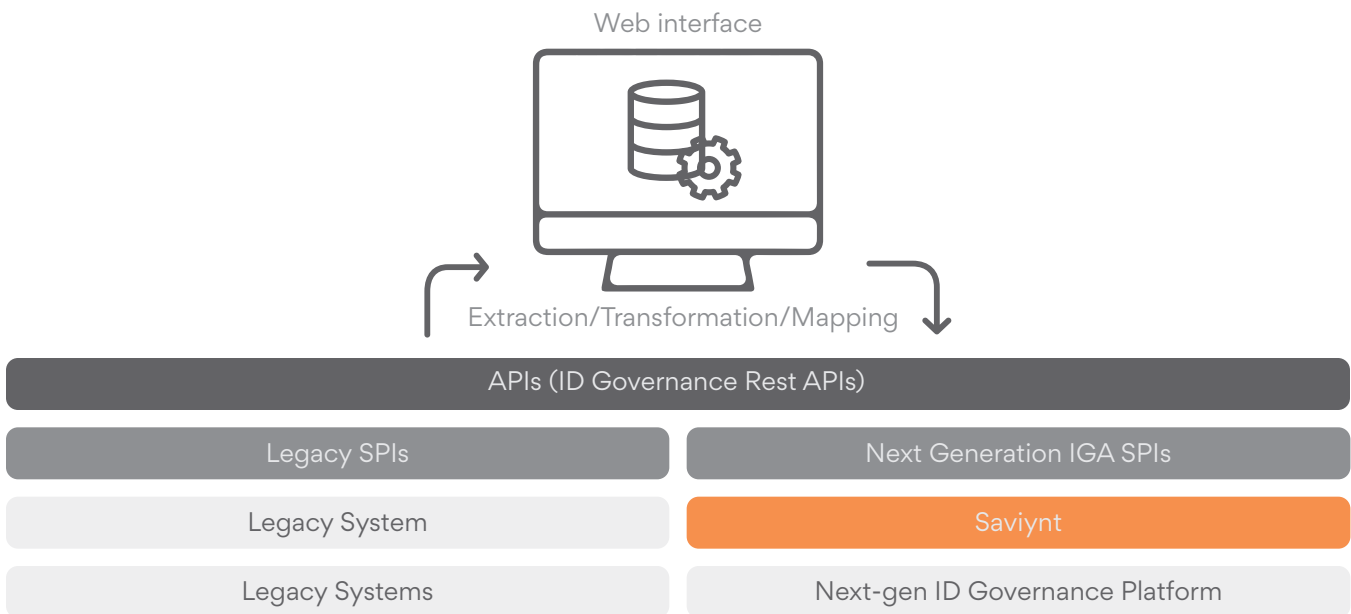 Web interface
Extraction/Transformation/Mapping
APIs (ID Governance Rest APIs)
Legacy SPIs
Next Generation IGA SPIs
Legacy System
Saviynt
Legacy Systems
Next-gen ID Governance Platform